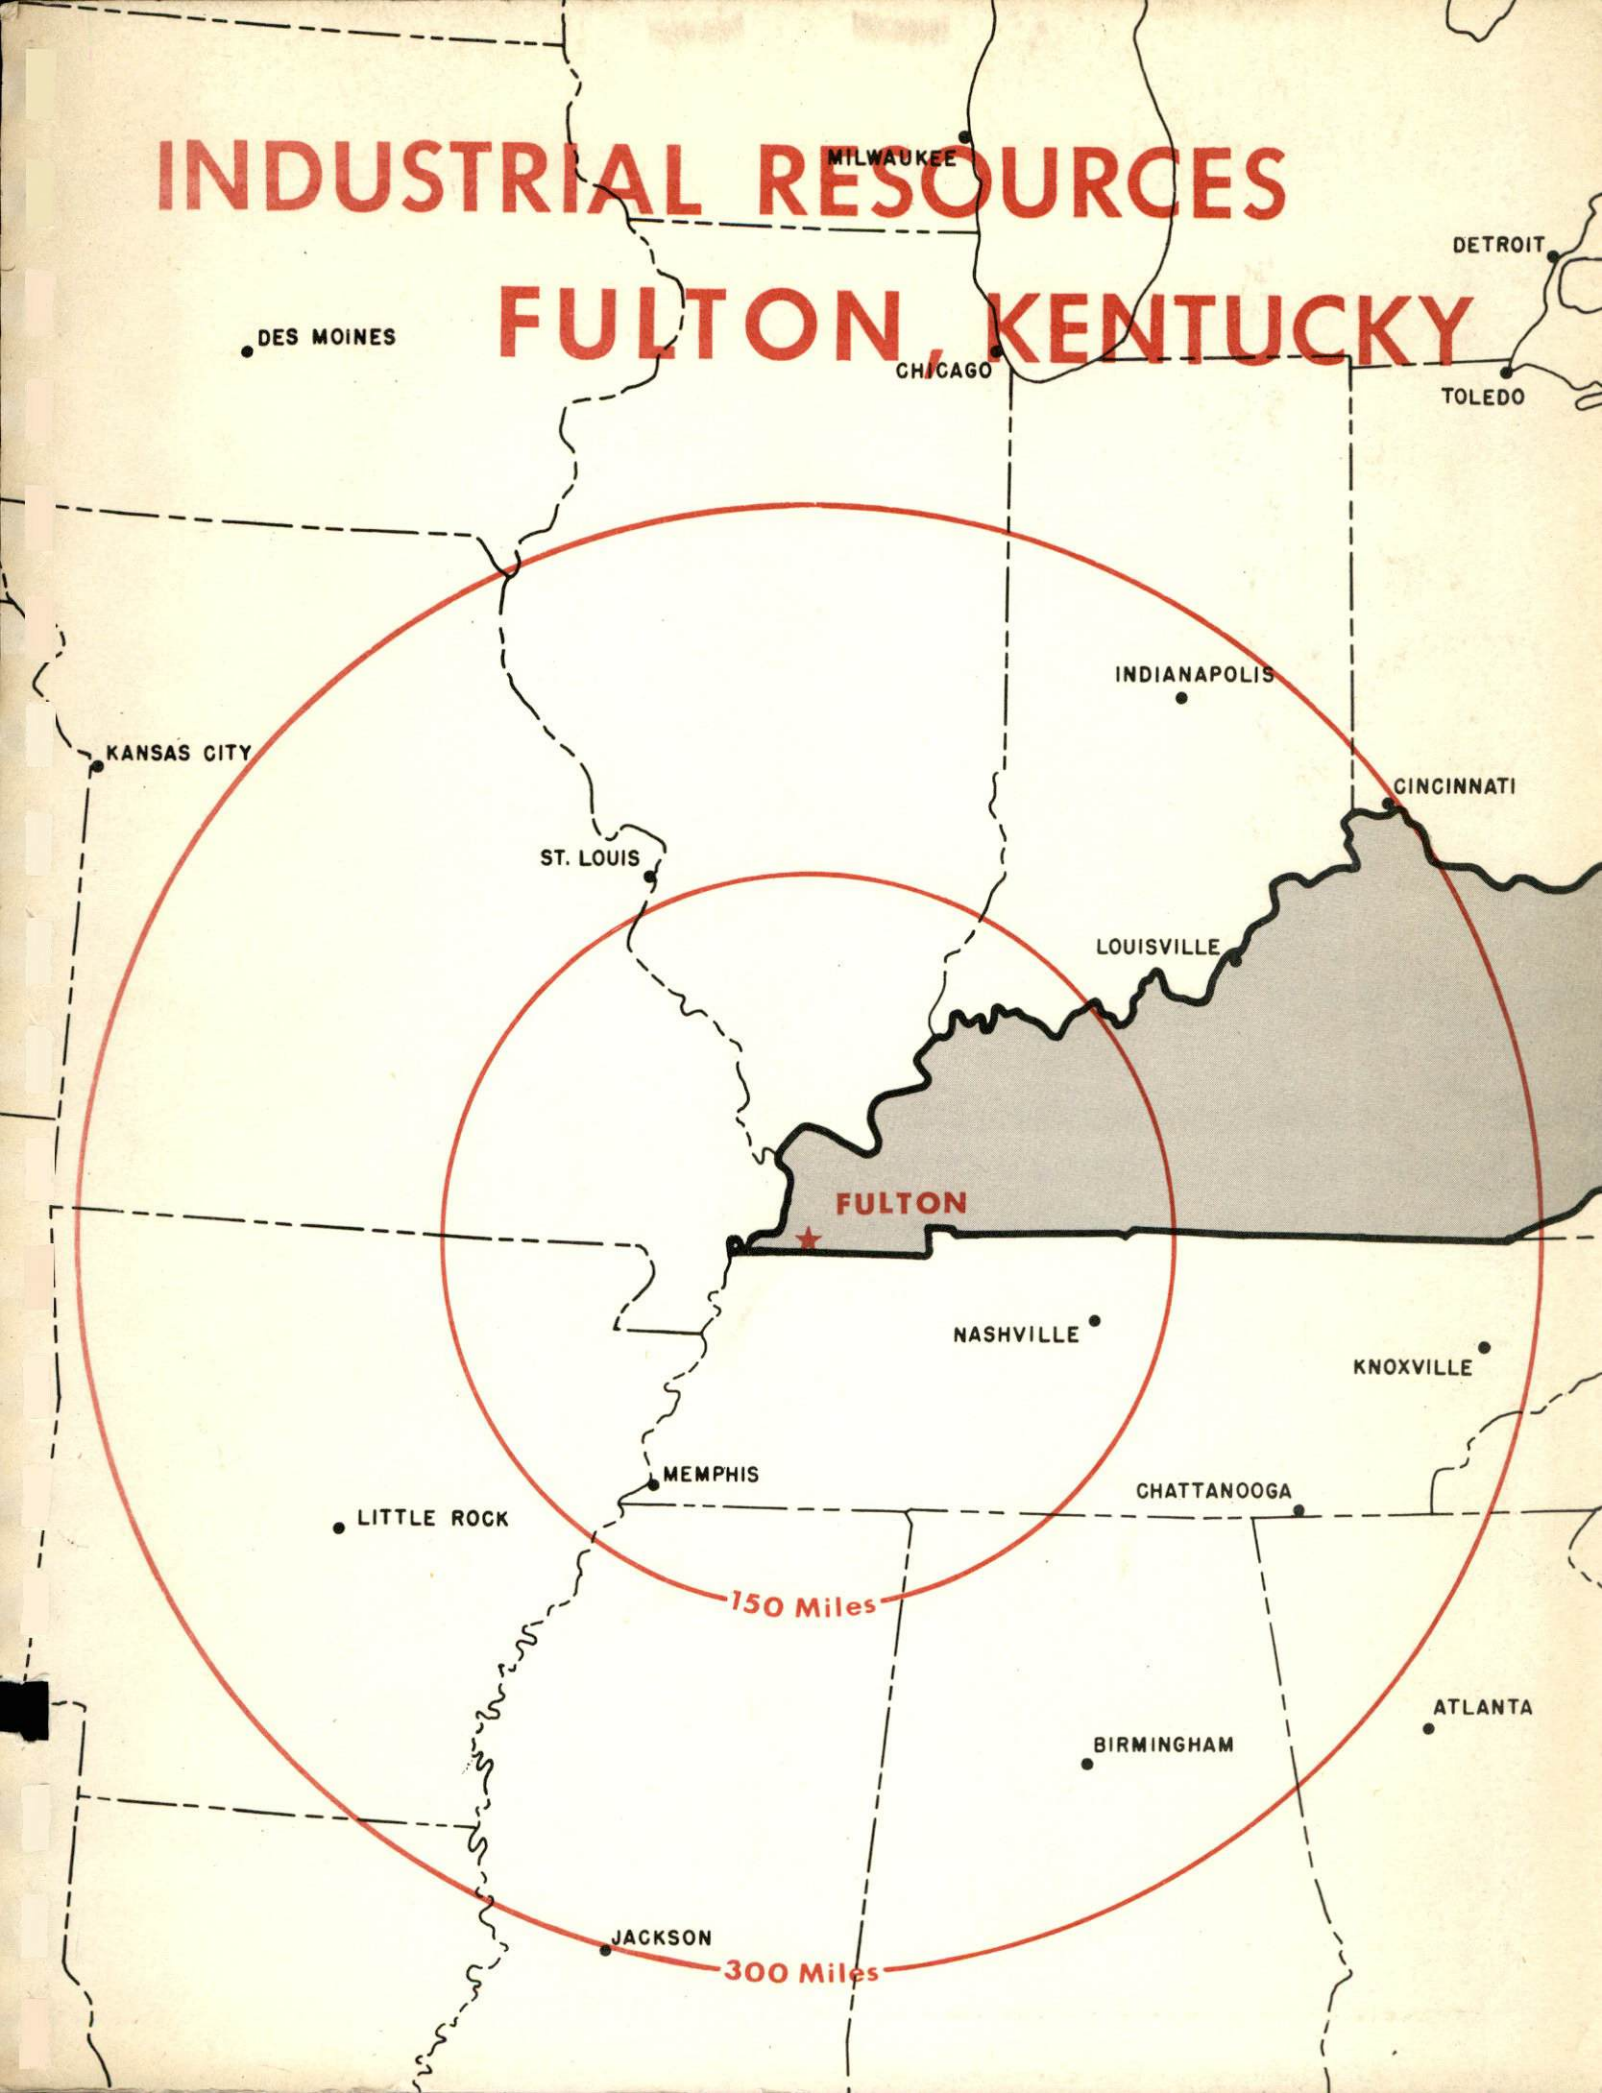 MILWAUKEE
INDUSTRIAL RESOURCES
DETROIT
FULTON, KENTUCKY
DES MOINES
CHICAGO
TOLEDO
INDIANAPOLIS
KANSAS CITY
CINCINNATI
ST. LOUIS
LOUISVILLE
FULTON
NASHVILLE
KNOXVILLE
MEMPHIS
CHATTANOOGA
LITTLE ROCK
150 Miles
ATLANTA
BIRMINGHAM
JACKSON
300 Miles